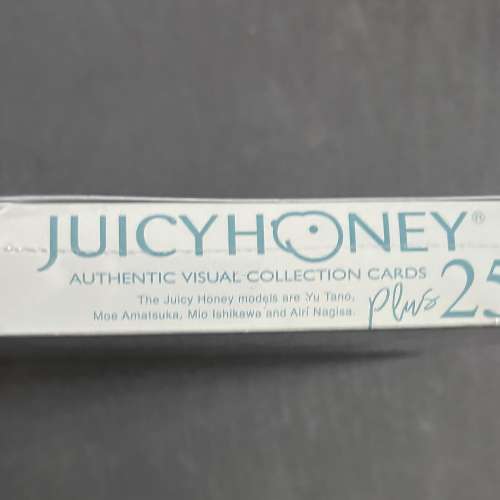 JUICYHONEY®
AUTHENTIC VISUAL COLLECTION CARDS
The Juicy Honey models are Yu Tano,
Moe Amatsuka, Mio Ishikawa and Airi Nagisa.
plus 25